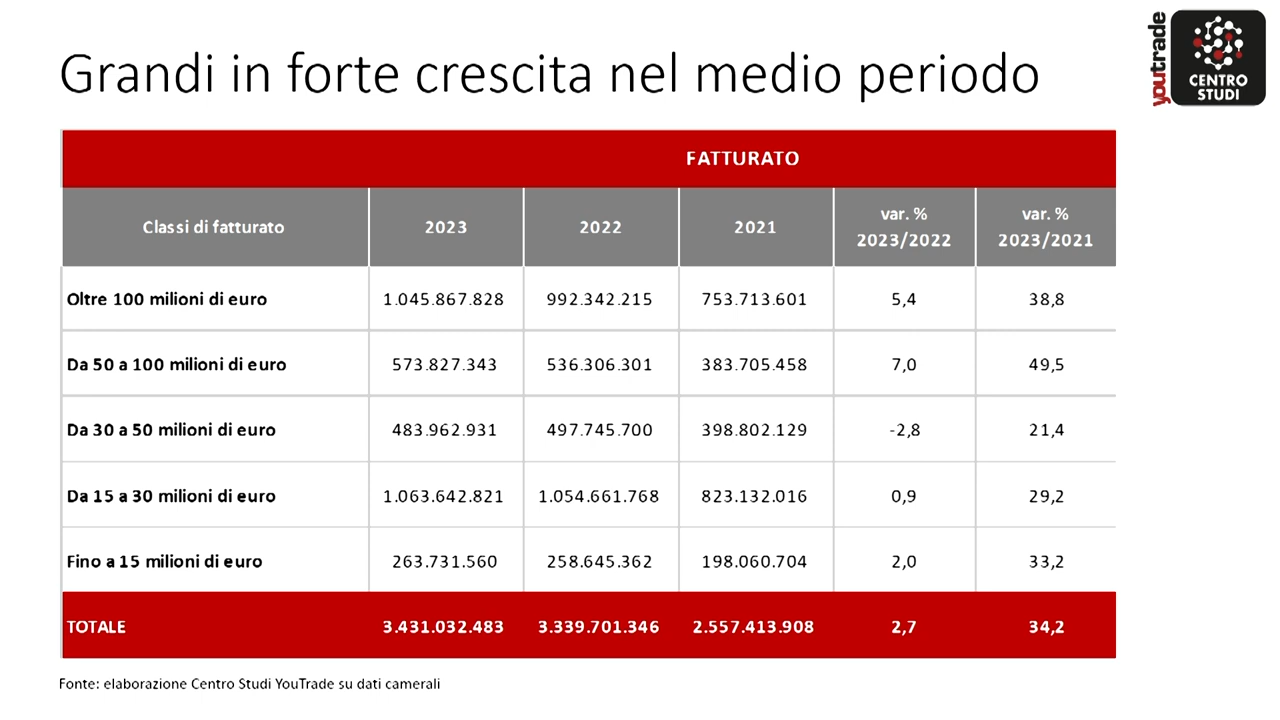 Grandi in forte crescita nel medio periodo
youtrade
CENTRO
STUDI
FATTURATO
Classi di fatturato 2023 2022 2021 var. % 2023/2022 var. % 2023/2021
Oltre 100 milioni di euro 1.045.867.828 992.342.215 753.713.601 5,4 38,8
Da 50 a 100 milioni di euro 573.827.343 536.306.301 383.705.458 7,0 49,5
Da 30 a 50 milioni di euro 483.962.931 497.745.700 398.802.129 -2,8 21,4
Da 15 a 30 milioni di euro 1.063.642.821 1.054.661.768 823.132.016 0,9 29,2
Fino a 15 milioni di euro 263.731.560 258.645.362 198.060.704 2,0 33,2
TOTALE 3.431.032.483 3.339.701.346 2.557.413.908 2,7 34,2
Fonte: elaborazione Centro Studi YouTrade su dati camerali